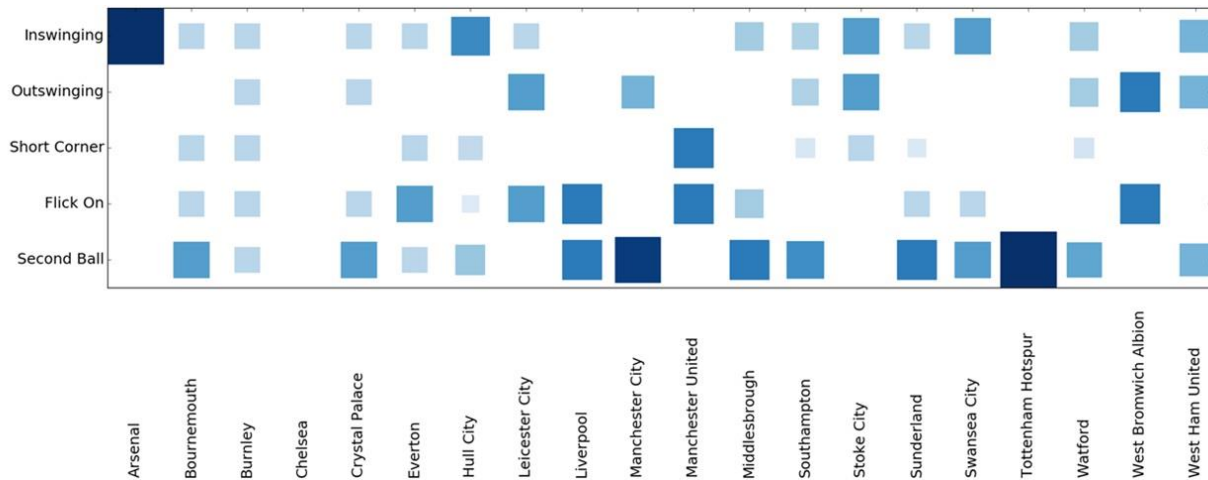 Inswinging
Outswinging
Short Corner
Flick On
Second Ball
Arsenal
Bournemouth
Burnley
Chelsea
Crystal Palace
Everton
Hull City
Leicester City
Liverpool
Manchester City
Manchester United
Middlesbrough
Southampton
Stoke City
Sunderland
Swansea City
Tottenham Hotspur
Watford
West Bromwich Albion
West Ham United